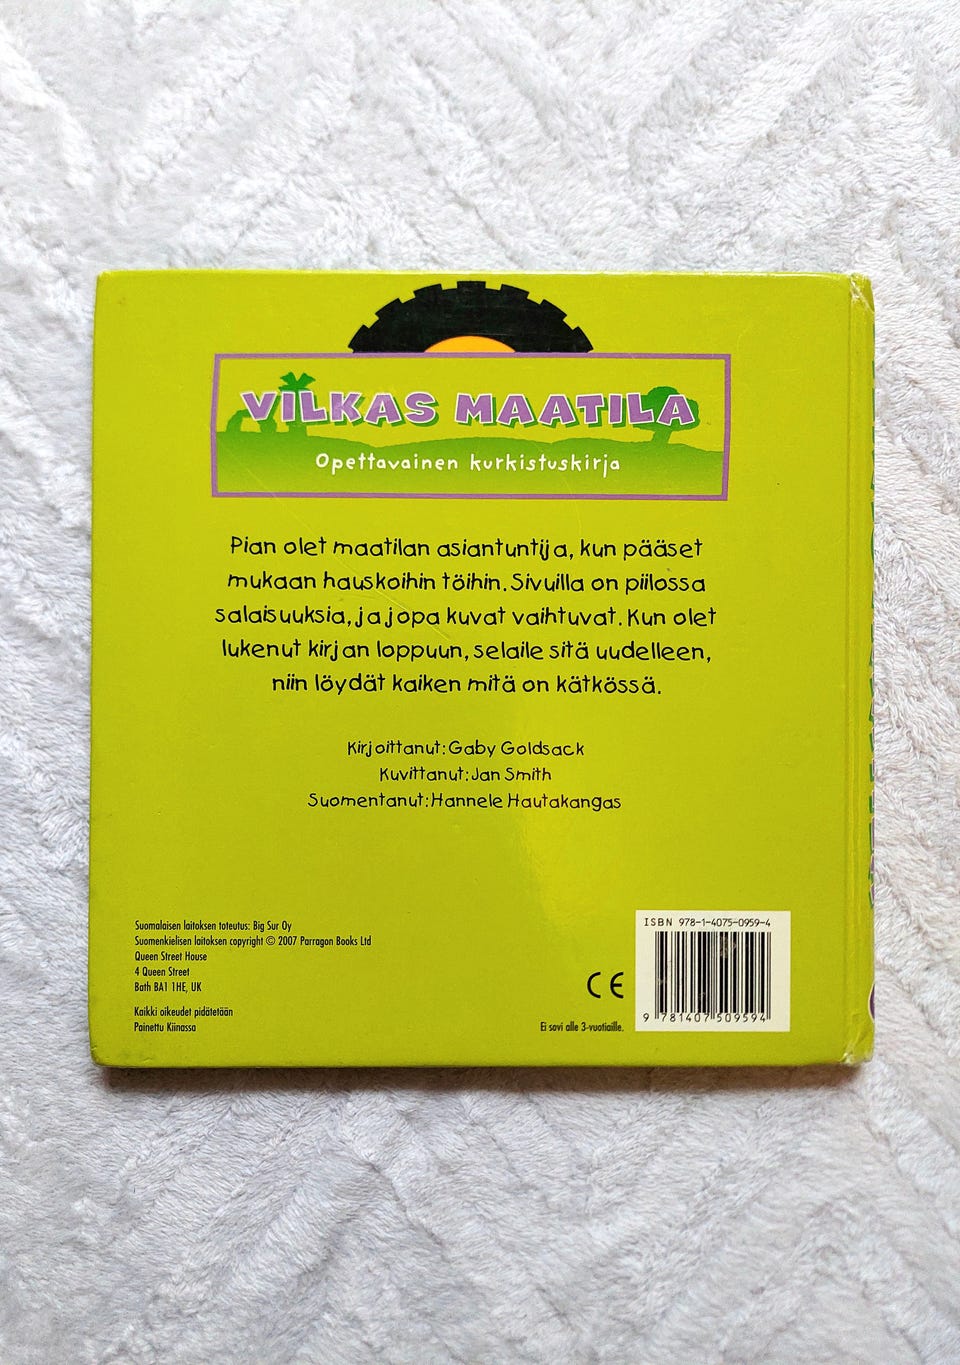 VILKAS MAATILA
Opettavainen kurkistuskirja
Pian olet maatilan asiantuntija, kun pääset
mukaan hauskoihin töihin. Sivuilla on piilossa
salaisuuksia, ja jopa kuvat vaihtuvat. Kun olet
lukenut kirjan loppuun, selaile sitä uudelleen,
niin löydät kaiken mitä on kätkössä.
Kirjoittanut: Gaby Goldsack
Kuvittanut: Jan Smith
Suomentanut: Hannele Hautakangas
Suomalaisen laitoksen toteutus: Big Sur Oy
Suomenkielisen laitoksen copyright © 2007 Parragon Books Ltd
Queen Street House
4 Queen Street
Bath BA1 1HE, UK
Kaikki oikeudet pidätetään
Painettu Kiinassa
CE
Ei sovi alle 3-vuotiaille.
ISBN 978-1-4075-0959-4
9 781407 509594